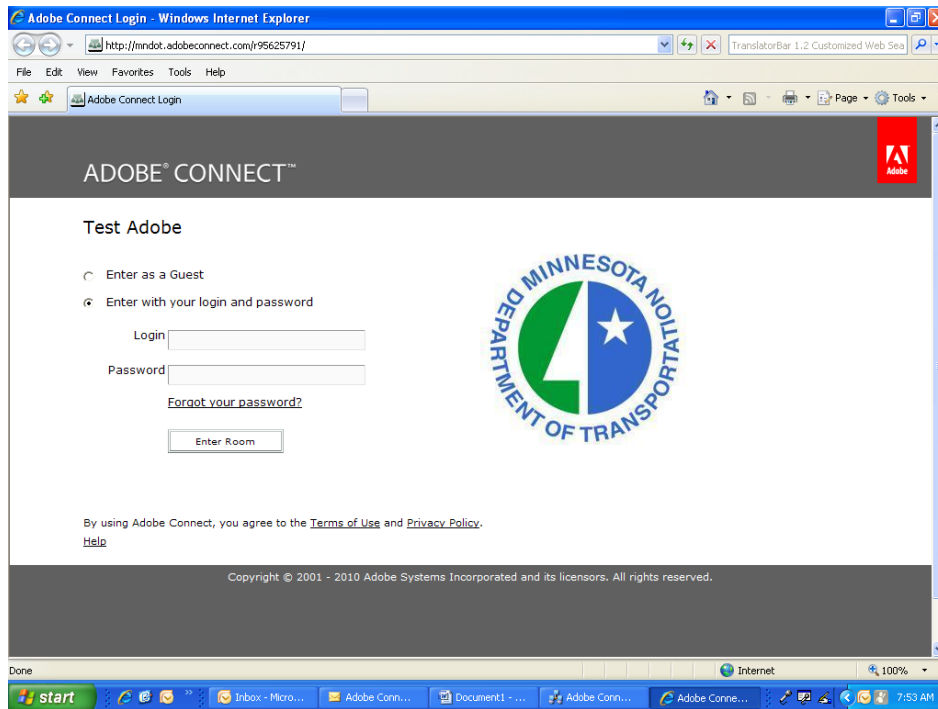 Adobe Connect Login - Windows Internet Explorer
http://mndot.adobeconnect.com/r95625791/
TranslatorBar 1.2 Customized Web Sea
File Edit View Favorites Tools Help
Adobe Connect Login
Page Tools
ADOBE® CONNECT™
Adobe
Test Adobe
Enter as a Guest
Enter with your login and password
Login
Password
Forgot your password?
Enter Room
MINNESOTA
DEPARTMENT OF TRANSPORTATION
By using Adobe Connect, you agree to the Terms of Use and Privacy Policy.
Help
Copyright © 2001 - 2010 Adobe Systems Incorporated and its licensors. All rights reserved.
Done
Internet
100%
start
Inbox - Micro...
Adobe Conn...
Document1 - ...
Adobe Conn...
Adobe Conne...
7:53 AM